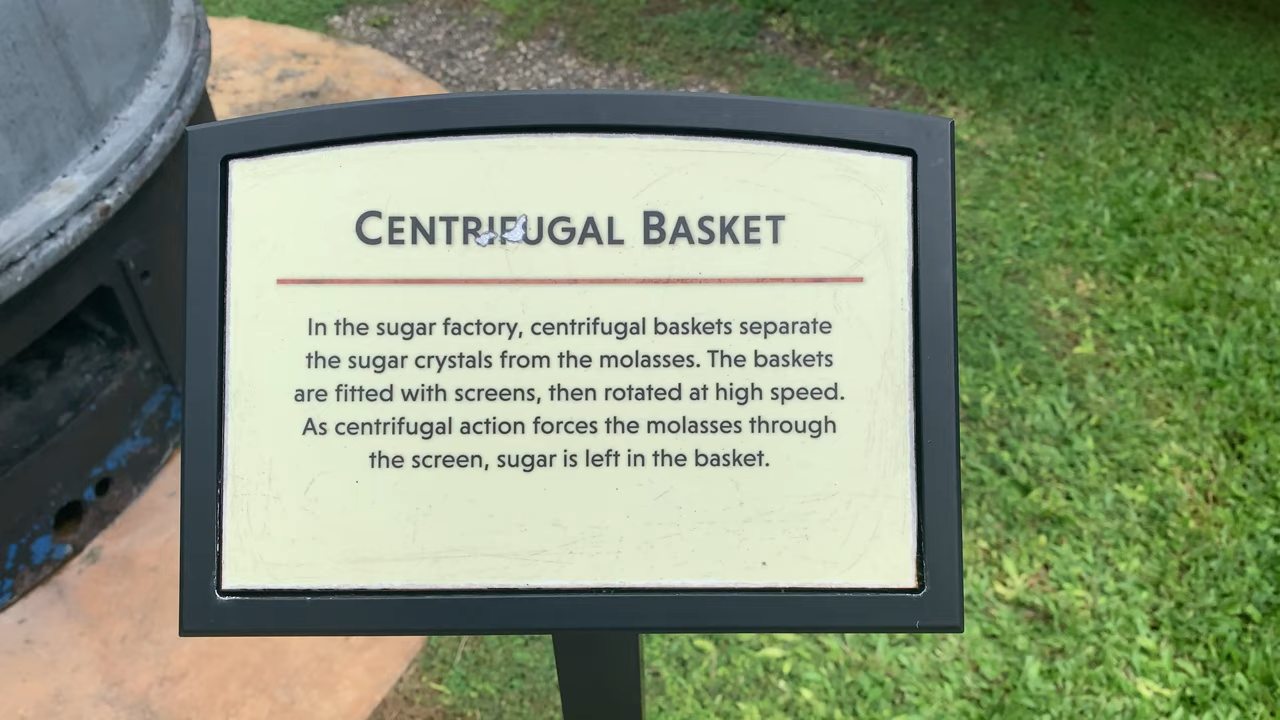 CENTRIFUGAL BASKET
In the sugar factory, centrifugal baskets separate
the sugar crystals from the molasses. The baskets
are fitted with screens, then rotated at high speed.
As centrifugal action forces the molasses through
the screen, sugar is left in the basket.